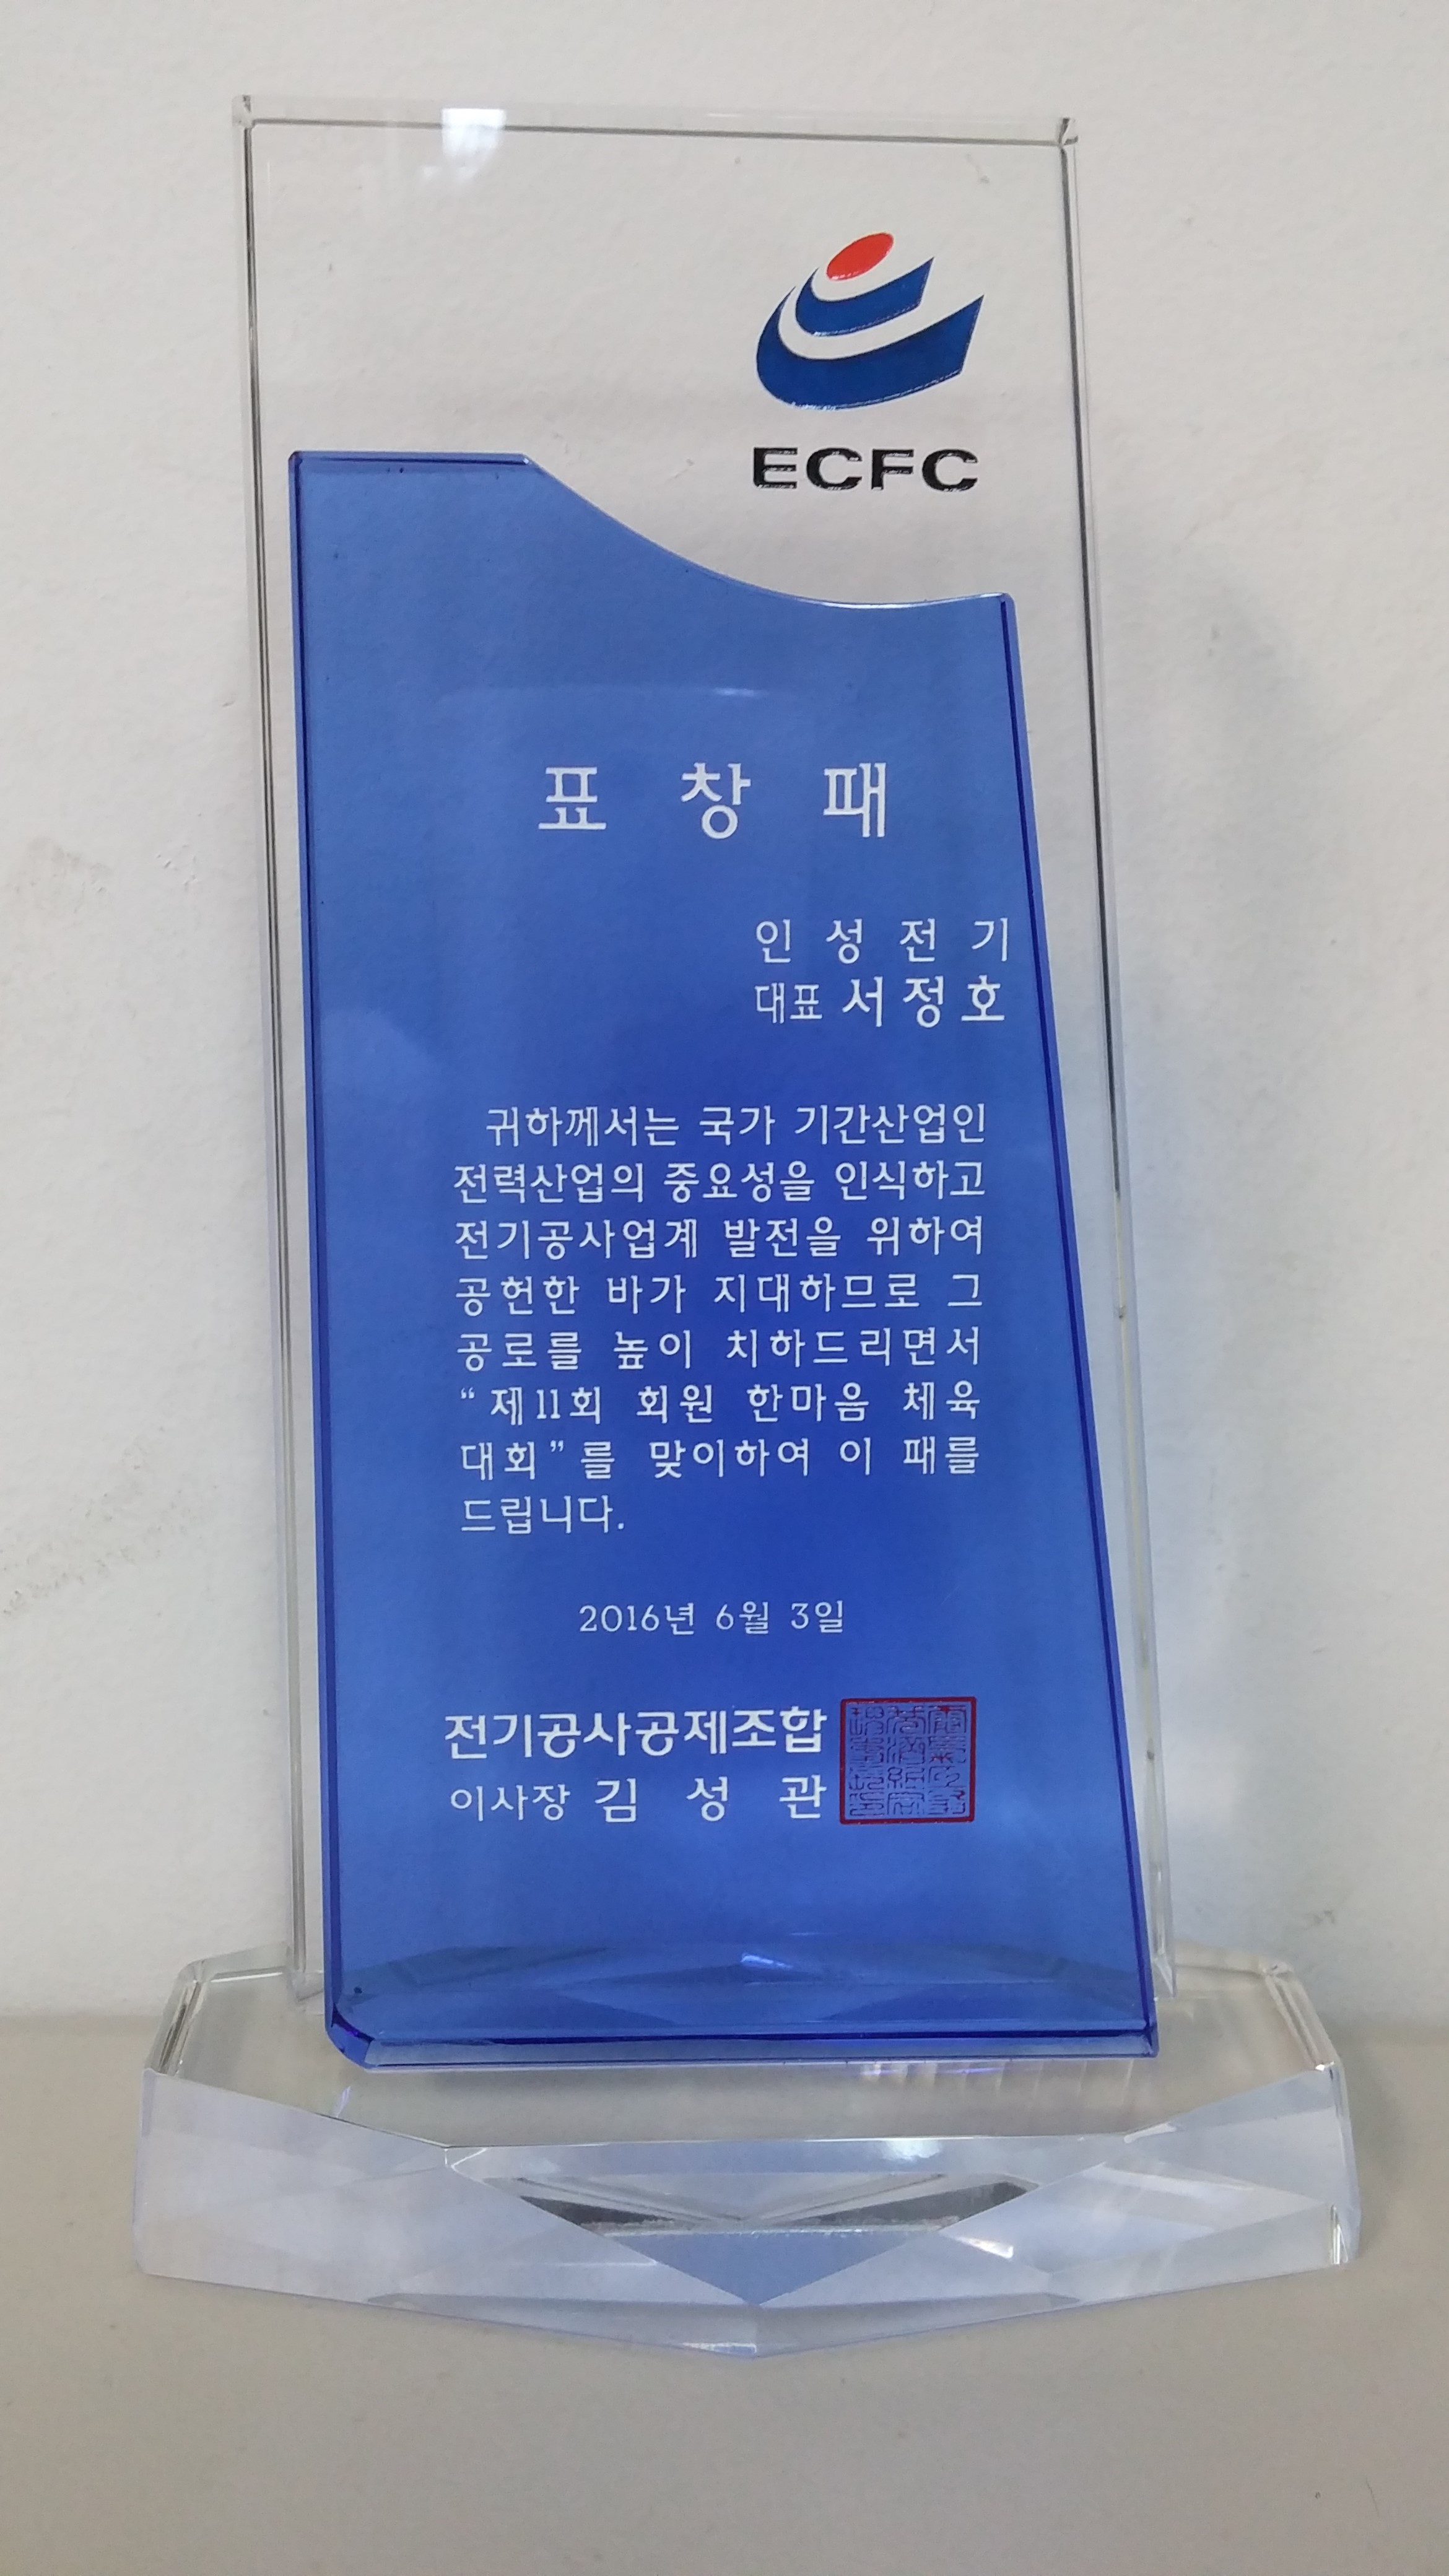 ECFC
표 창 패
인 성 전 기
대표 서정호
귀하께서는 국가 기간산업인
전력산업의 중요성을 인식하고
전기공사업계 발전을 위하여
공헌한 바가 지대하므로 그
공로를 높이 치하드리면서
“제11회 회원 한마음 체육
대회”를 맞이하여 이 패를
드립니다.
2016년 6월 3일
전기공사공제조합
이사장 김 성 관